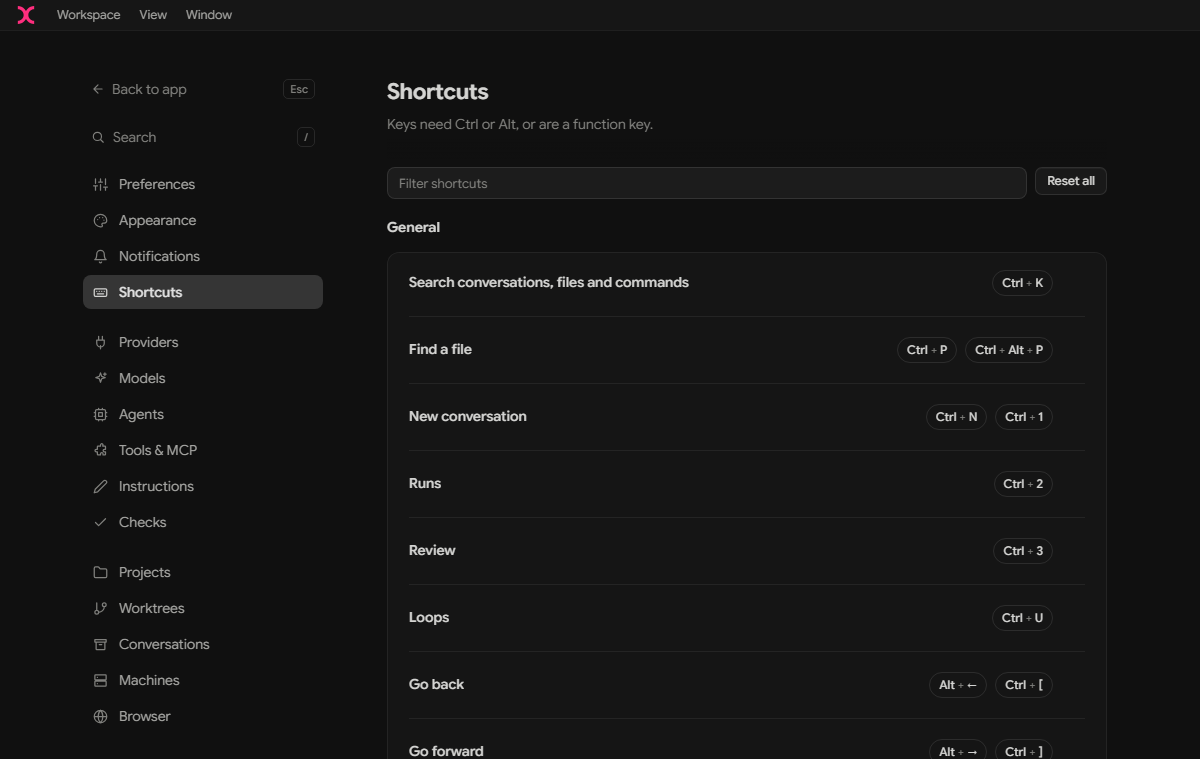 Workspace View Window
Back to app Esc
Search /
Preferences
Appearance
Notifications
Shortcuts
Providers
Models
Agents
Tools & MCP
Instructions
Checks
Projects
Worktrees
Conversations
Machines
Browser
Shortcuts
Keys need Ctrl or Alt, or are a function key.
Filter shortcuts Reset all
General
Search conversations, files and commands Ctrl + K
Find a file Ctrl + P Ctrl + Alt + P
New conversation Ctrl + N Ctrl + 1
Runs Ctrl + 2
Review Ctrl + 3
Loops Ctrl + U
Go back Alt + ← Ctrl + [
Go forward Alt + → Ctrl + ]